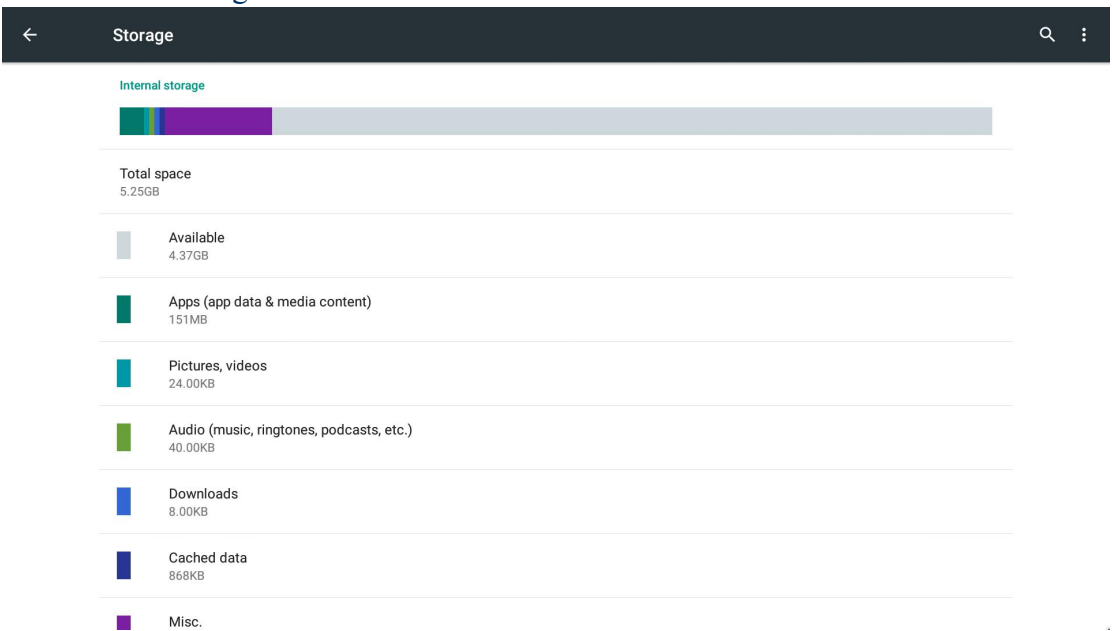 Storage
Internal storage
Total space
5.25GB
Available
4.37GB
Apps (app data & media content)
151MB
Pictures, videos
24.00KB
Audio (music, ringtones, podcasts, etc.)
40.00KB
Downloads
8.00KB
Cached data
868KB
Misc.